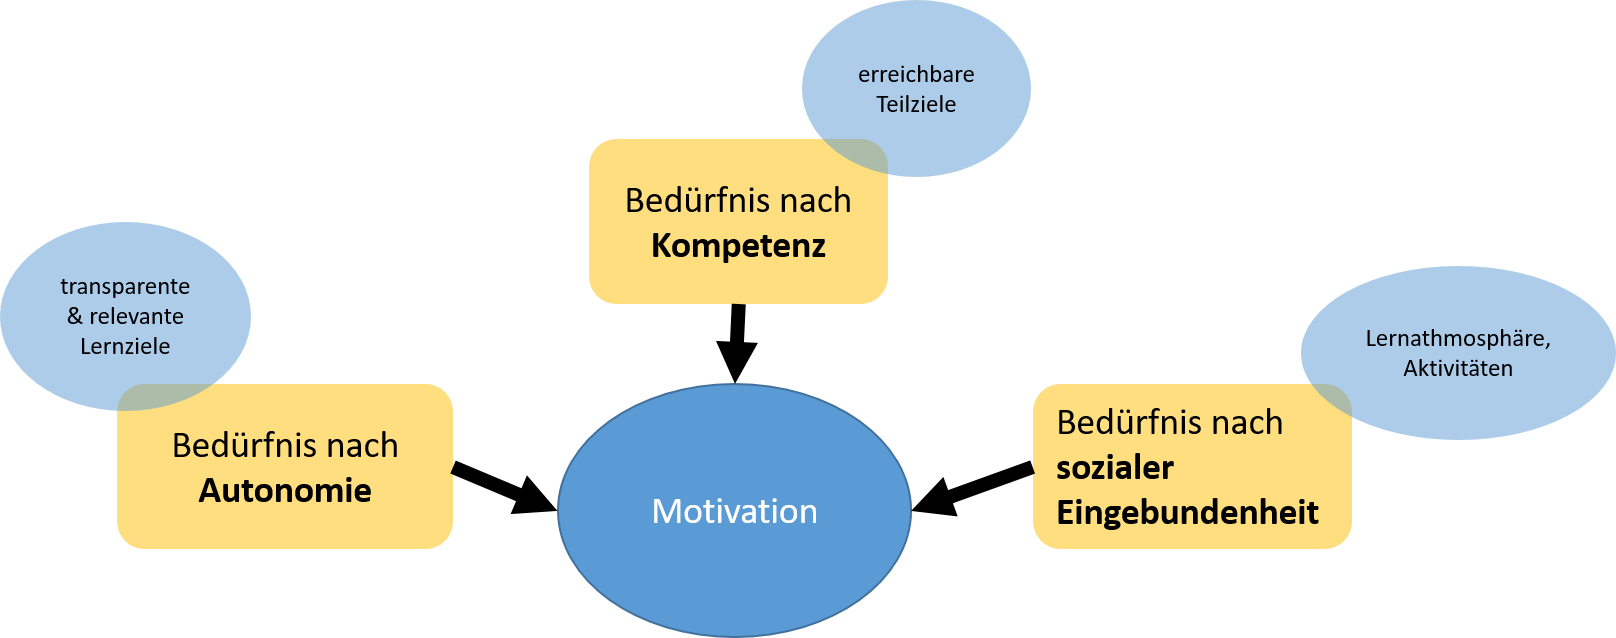 erreichbare
Teilziele
Bedürfnis nach
Kompetenz
transparente
& relevante
Lernziele
Bedürfnis nach
Autonomie
Lernathmosphäre,
Aktivitäten
Bedürfnis nach
sozialer
Eingebundenheit
Motivation